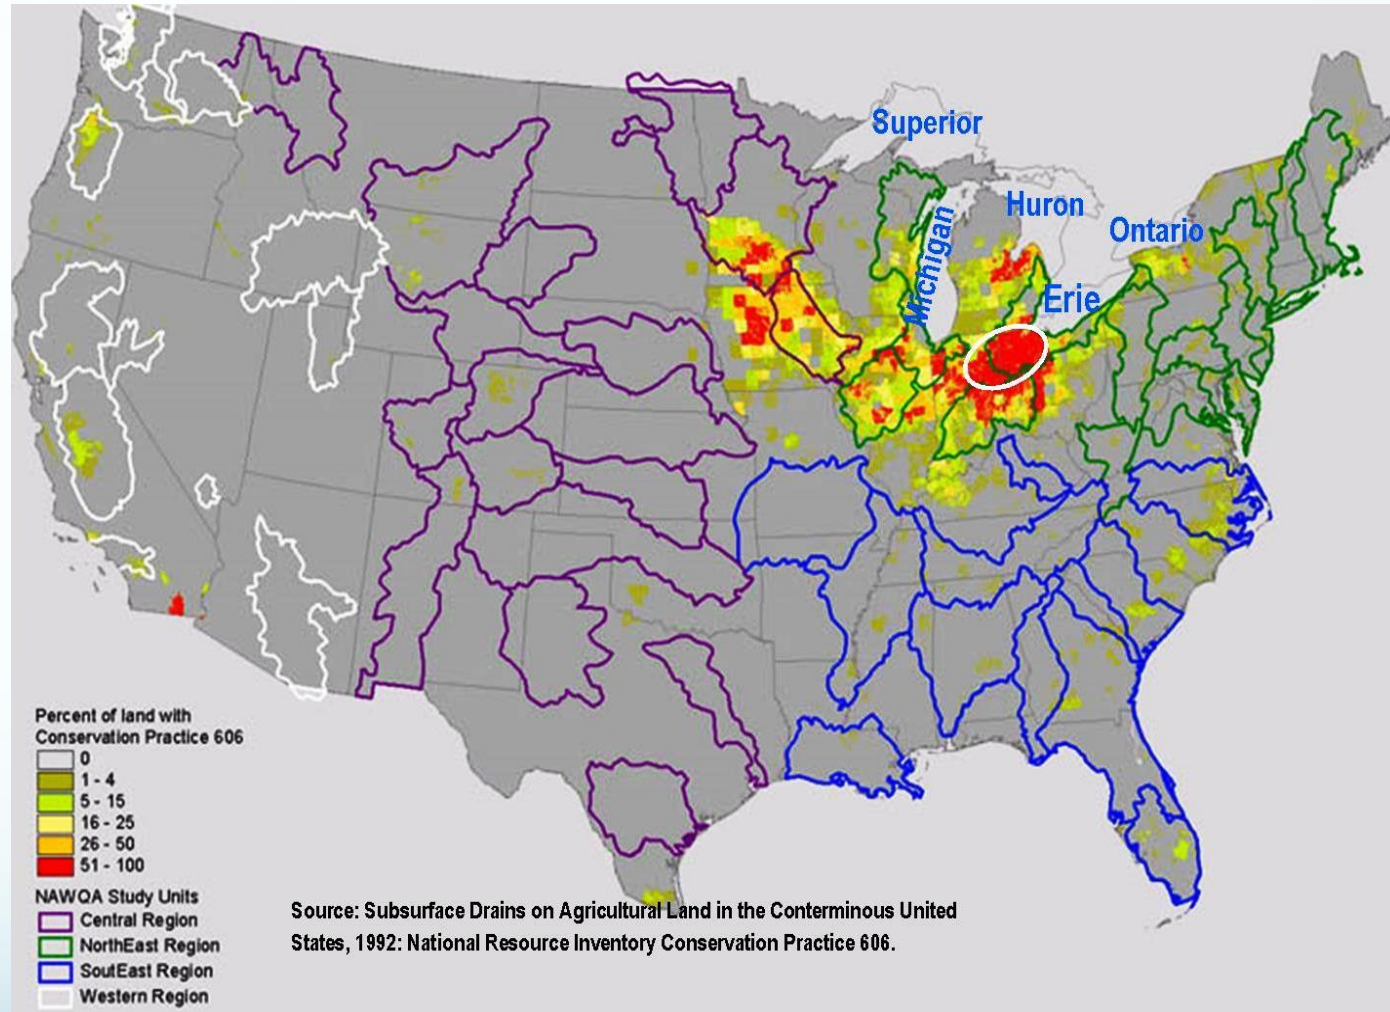 Superior
Huron
Michigan
Ontario
Erie
Percent of land with
Conservation Practice 606
0
1 - 4
5 - 15
16 - 25
26 - 50
51 - 100
NAWQA Study Units
Central Region
NorthEast Region
SoutEast Region
Western Region
Source: Subsurface Drains on Agricultural Land in the Conterminous United
States, 1992: National Resource Inventory Conservation Practice 606.